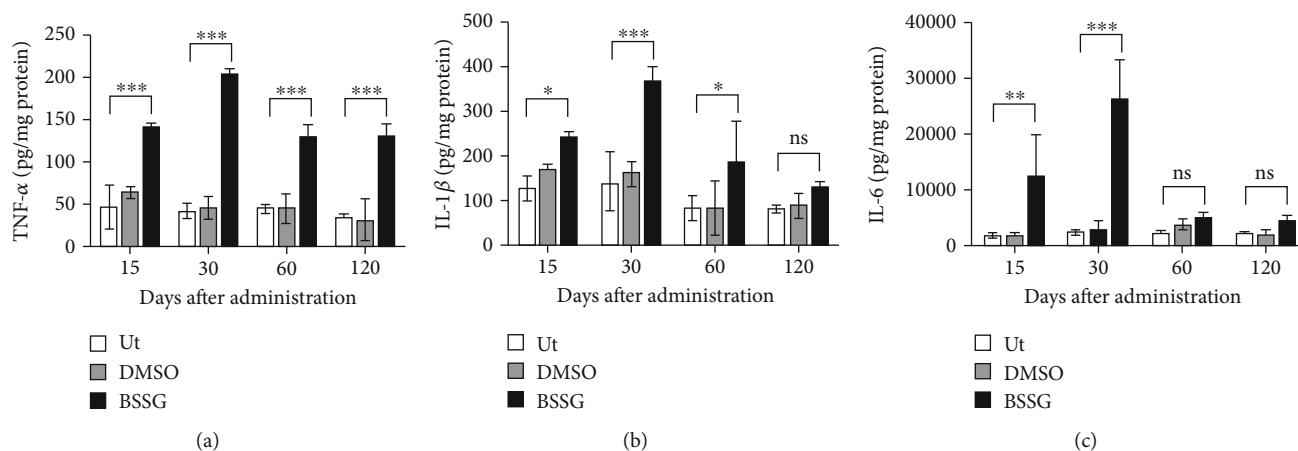 TNF-α (pg/mg protein)
250
200
150
100
50
0
***
***
***
***
15 30 60 120
Days after administration
Ut
DMSO
BSSG
(a)
IL-1β (pg/mg protein)
500
400
300
200
100
0
*
***
*
ns
15 30 60 120
Days after administration
Ut
DMSO
BSSG
(b)
IL-6 (pg/mg protein)
40000
30000
20000
10000
0
**
***
ns
ns
15 30 60 120
Days after administration
Ut
DMSO
BSSG
(c)